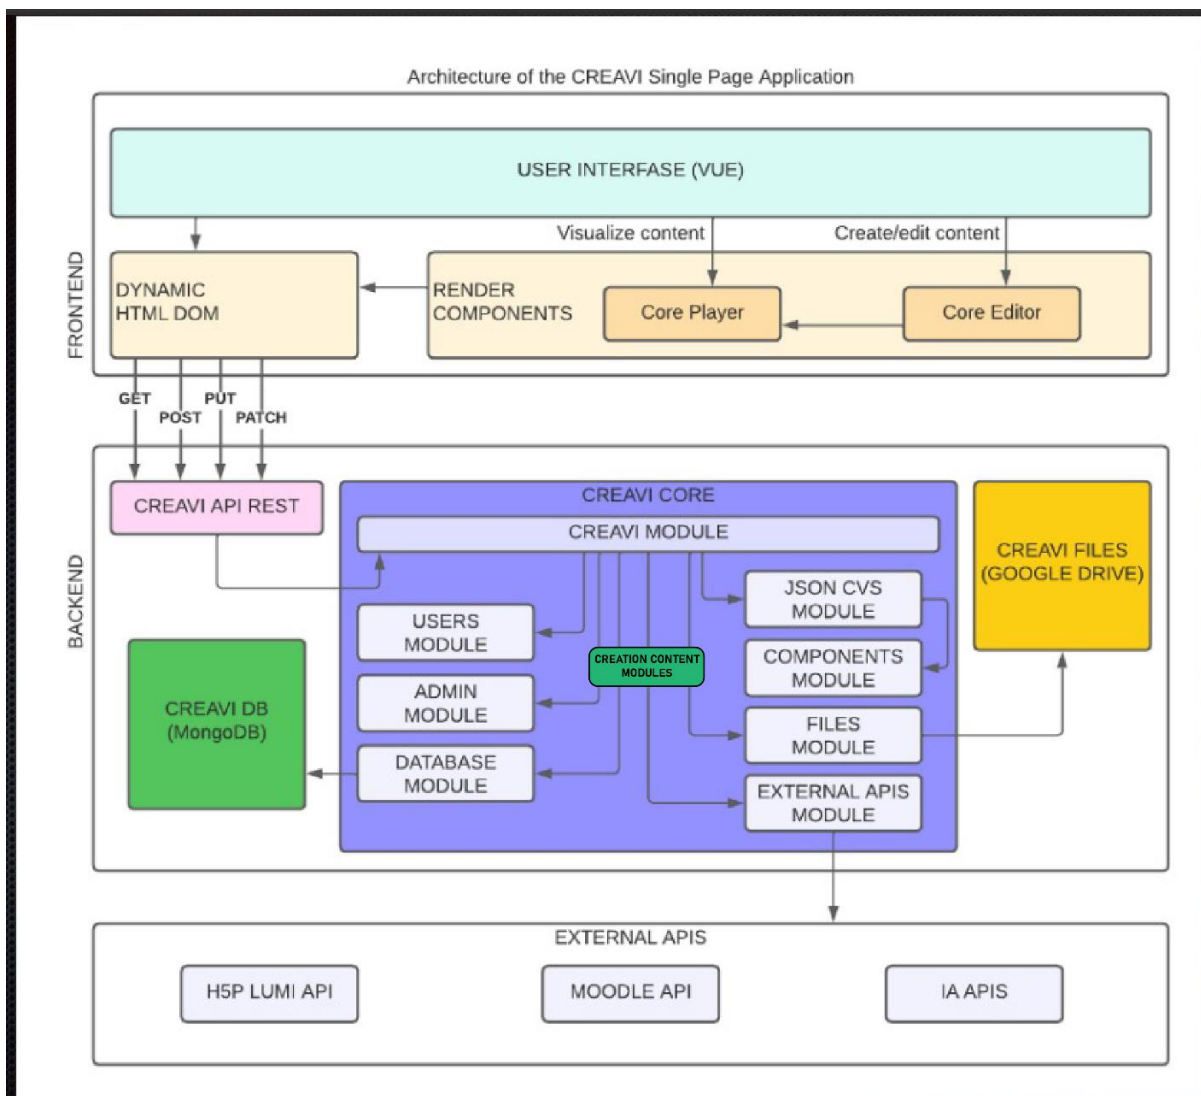 Architecture of the CREAVI Single Page Application
FRONTEND
USER INTERFASE (VUE)
Visualize content
Create/edit content
DYNAMIC
HTML DOM
RENDER
COMPONENTS
Core Player
Core Editor
GET
POST
PUT
PATCH
BACKEND
CREAVI API REST
CREAVI CORE
CREAVI MODULE
USERS
MODULE
ADMIN
MODULE
DATABASE
MODULE
CREATION CONTENT
MODULES
JSON CVS
MODULE
COMPONENTS
MODULE
FILES
MODULE
EXTERNAL APIS
MODULE
CREAVI FILES
(GOOGLE DRIVE)
CREAVI DB
(MongoDB)
EXTERNAL APIS
H5P LUMI API
MOODLE API
IA APIS